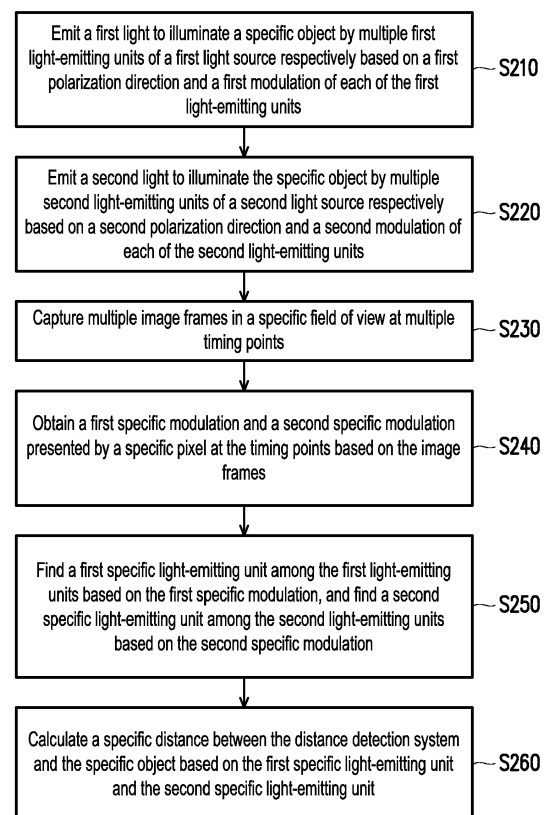 Emit a first light to illuminate a specific object by multiple first
light-emitting units of a first light source respectively based on a first
polarization direction and a first modulation of each of the first
light-emitting units
S210
Emit a second light to illuminate the specific object by multiple
second light-emitting units of a second light source respectively
based on a second polarization direction and a second modulation of
each of the second light-emitting units
S220
Capture multiple image frames in a specific field of view at multiple
timing points
S230
Obtain a first specific modulation and a second specific modulation
presented by a specific pixel at the timing points based on the image
frames
S240
Find a first specific light-emitting unit among the first light-emitting
units based on the first specific modulation, and find a second
specific light-emitting unit among the second light-emitting units
based on the second specific modulation
S250
Calculate a specific distance between the distance detection system
and the specific object based on the first specific light-emitting unit
and the second specific light-emitting unit
S260